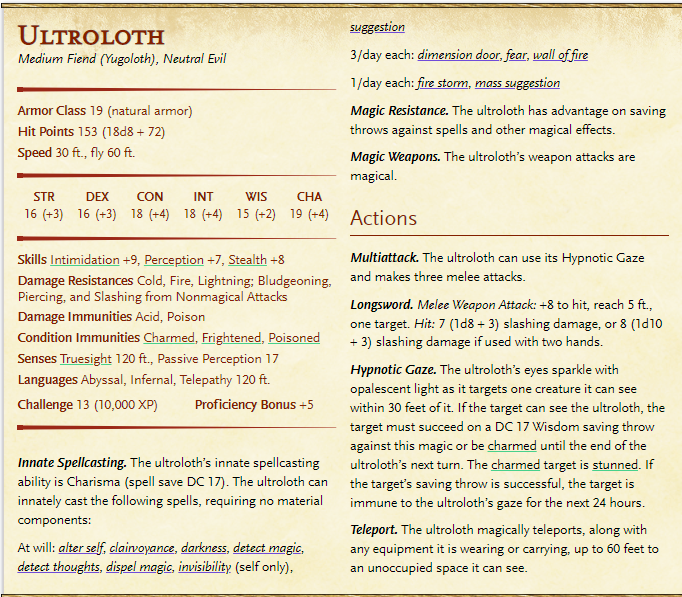 Ultroloth
Medium Fiend (Yugoloth), Neutral Evil
Armor Class 19 (natural armor)
Hit Points 153 (18d8 + 72)
Speed 30 ft., fly 60 ft.
STR DEX CON INT WIS CHA
16 (+3) 16 (+3) 18 (+4) 18 (+4) 15 (+2) 19 (+4)
Skills Intimidation +9, Perception +7, Stealth +8
Damage Resistances Cold, Fire, Lightning; Bludgeoning,
Piercing, and Slashing from Nonmagical Attacks
Damage Immunities Acid, Poison
Condition Immunities Charmed, Frightened, Poisoned
Senses Truesight 120 ft., Passive Perception 17
Languages Abyssal, Infernal, Telepathy 120 ft.
Challenge 13 (10,000 XP) Proficiency Bonus +5
Innate Spellcasting. The ultroloth's innate spellcasting
ability is Charisma (spell save DC 17). The ultroloth can
innately cast the following spells, requiring no material
components:
At will: alter self, clairvoyance, darkness, detect magic,
detect thoughts, dispel magic, invisibility (self only),
suggestion
3/day each: dimension door, fear, wall of fire
1/day each: fire storm, mass suggestion
Magic Resistance. The ultroloth has advantage on saving
throws against spells and other magical effects.
Magic Weapons. The ultroloth's weapon attacks are
magical.
Actions
Multiattack. The ultroloth can use its Hypnotic Gaze
and makes three melee attacks.
Longsword. Melee Weapon Attack: +8 to hit, reach 5 ft.,
one target. Hit: 7 (1d8 + 3) slashing damage, or 8 (1d10
+ 3) slashing damage if used with two hands.
Hypnotic Gaze. The ultroloth's eyes sparkle with
opalescent light as it targets one creature it can see
within 30 feet of it. If the target can see the ultroloth, the
target must succeed on a DC 17 Wisdom saving throw
against this magic or be charmed until the end of the
ultroloth's next turn. The charmed target is stunned. If
the target's saving throw is successful, the target is
immune to the ultroloth's gaze for the next 24 hours.
Teleport. The ultroloth magically teleports, along with
any equipment it is wearing or carrying, up to 60 feet to
an unoccupied space it can see.